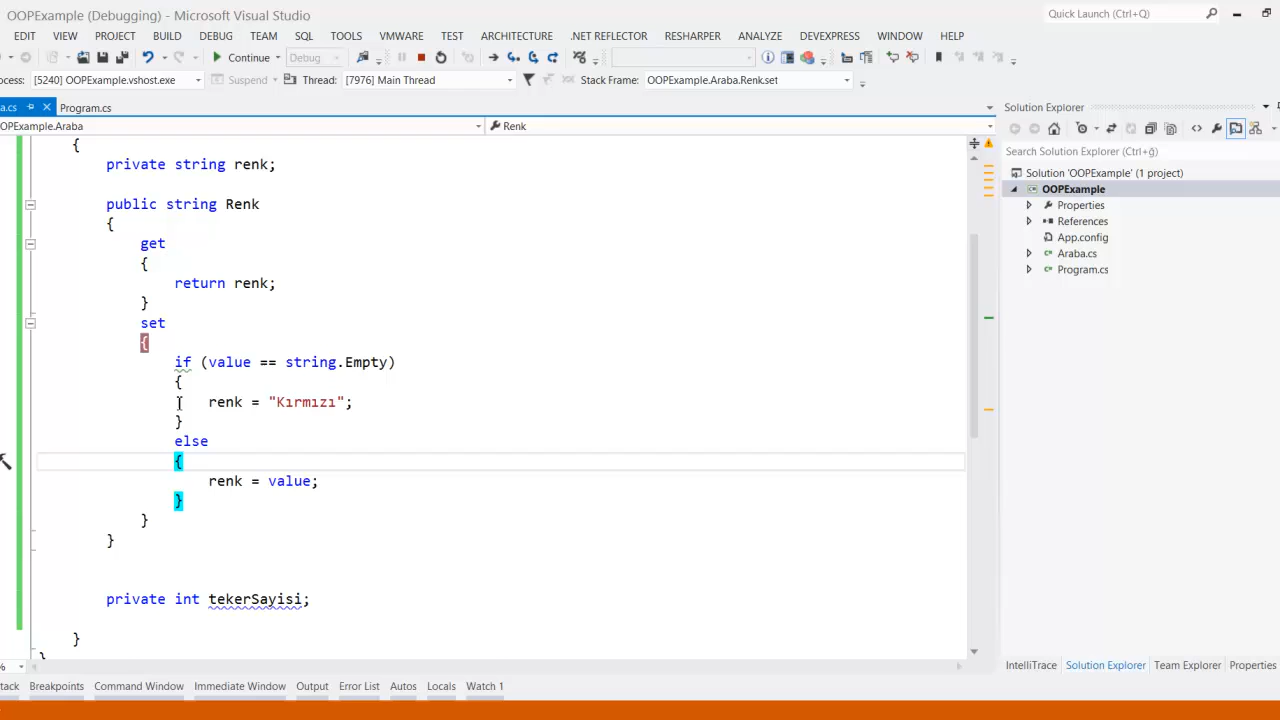 OOPExample (Debugging) - Microsoft Visual Studio
Quick Launch (Ctrl+Q)
EDIT VIEW PROJECT BUILD DEBUG TEAM SQL TOOLS VMWARE TEST ARCHITECTURE .NET REFLECTOR RESHARPER ANALYZE DEVEXPRESS WINDOW HELP
Continue Debug
ocess: [5240] OOPExample.vshost.exe Suspend Thread: [7976] Main Thread Stack Frame: OOPExample.Araba.Renk.set
a.cs Program.cs
OPExample.Araba Renk
{
private string renk;
public string Renk
{
get
{
return renk;
}
set
{
if (value == string.Empty)
{
renk = "Kırmızı";
}
else
{
renk = value;
}
}
}
private int tekerSayisi;
}
}
Solution Explorer
Search Solution Explorer (Ctrl+ğ)
Solution 'OOPExample' (1 project)
OOPExample
Properties
References
App.config
Araba.cs
Program.cs
%
IntelliTrace Solution Explorer Team Explorer Properties
tack Breakpoints Command Window Immediate Window Output Error List Autos Locals Watch 1